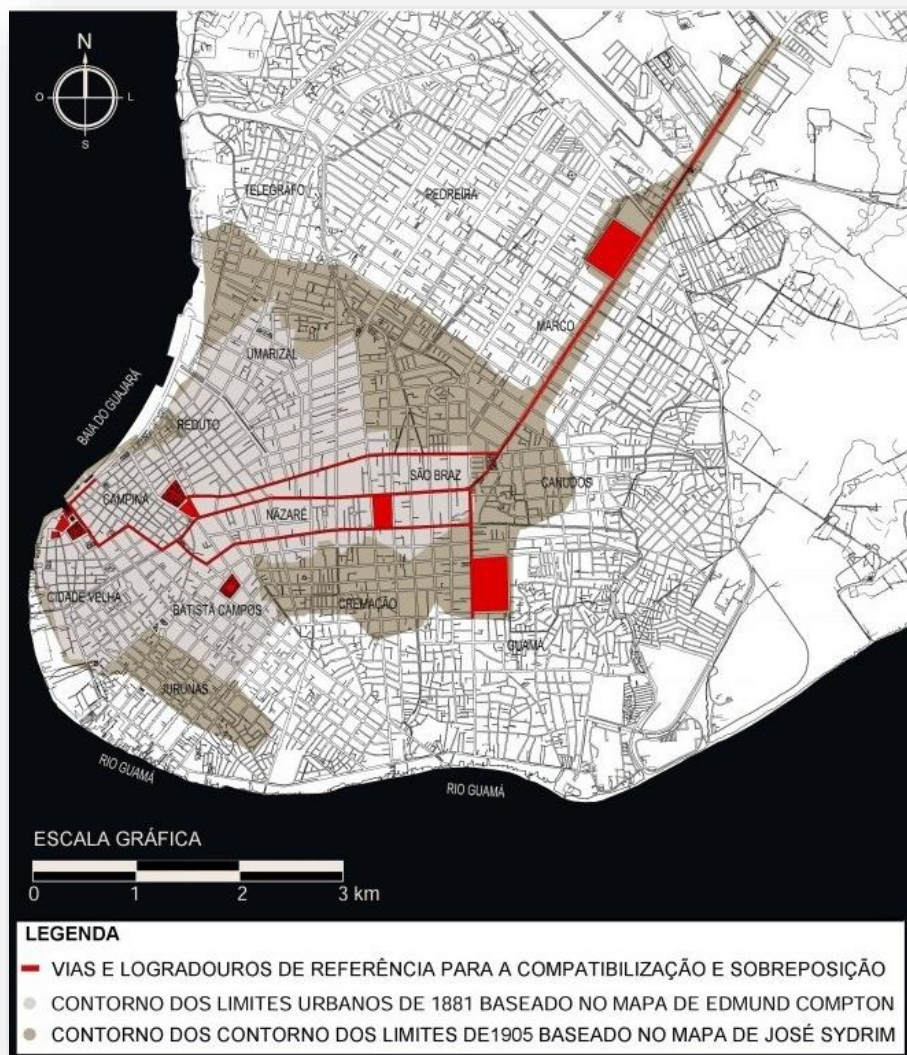 N
O
L
S
TELEGRÁFO
PEDREIRA
MARCO
UMARIZAL
BAIA DO GUAJARÁ
REDUTO
SÃO BRAZ
CANUDOS
CAMPINA
NAZARÉ
CIDADE VELHA
BATISTA CAMPOS
CREMAÇÃO
GUAMÁ
JURUNAS
RIO GUAMÁ
RIO GUAMÁ
ESCALA GRÁFICA
0 1 2 3 km
LEGENDA
VIAS E LOGRADOUROS DE REFERÊNCIA PARA A COMPATIBILIZAÇÃO E SOBREPOSIÇÃO
CONTORNO DOS LIMITES URBANOS DE 1881 BASEADO NO MAPA DE EDMUND COMPTON
CONTORNO DOS CONTORNO DOS LIMITES DE1905 BASEADO NO MAPA DE JOSÉ SYDRIM